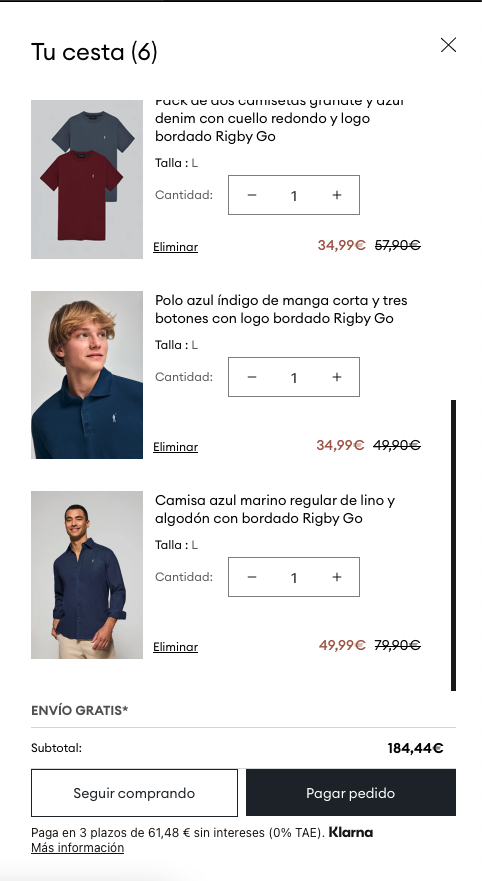 Tu cesta (6)
Pack de dos camisetas granate y azul
denim con cuello redondo y logo
bordado Rigby Go
Talla : L
Cantidad:
− 1 +
Eliminar
34,99€ 57,90€
Polo azul índigo de manga corta y tres
botones con logo bordado Rigby Go
Talla : L
Cantidad:
− 1 +
Eliminar
34,99€ 49,90€
Camisa azul marino regular de lino y
algodón con bordado Rigby Go
Talla : L
Cantidad:
− 1 +
Eliminar
49,99€ 79,90€
ENVÍO GRATIS*
Subtotal:
184,44€
Seguir comprando
Pagar pedido
Paga en 3 plazos de 61,48 € sin intereses (0% TAE). Klarna
Más información